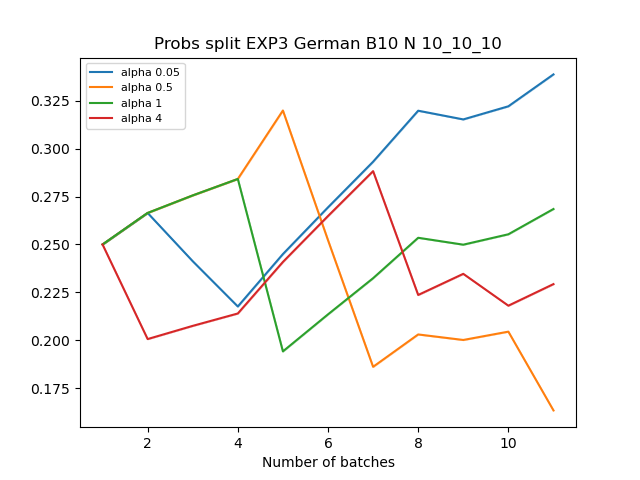 Probs split EXP3 German B10 N 10_10_10
alpha 0.05
alpha 0.5
alpha 1
alpha 4
0.325
0.300
0.275
0.250
0.225
0.200
0.175
2 4 6 8 10
Number of batches